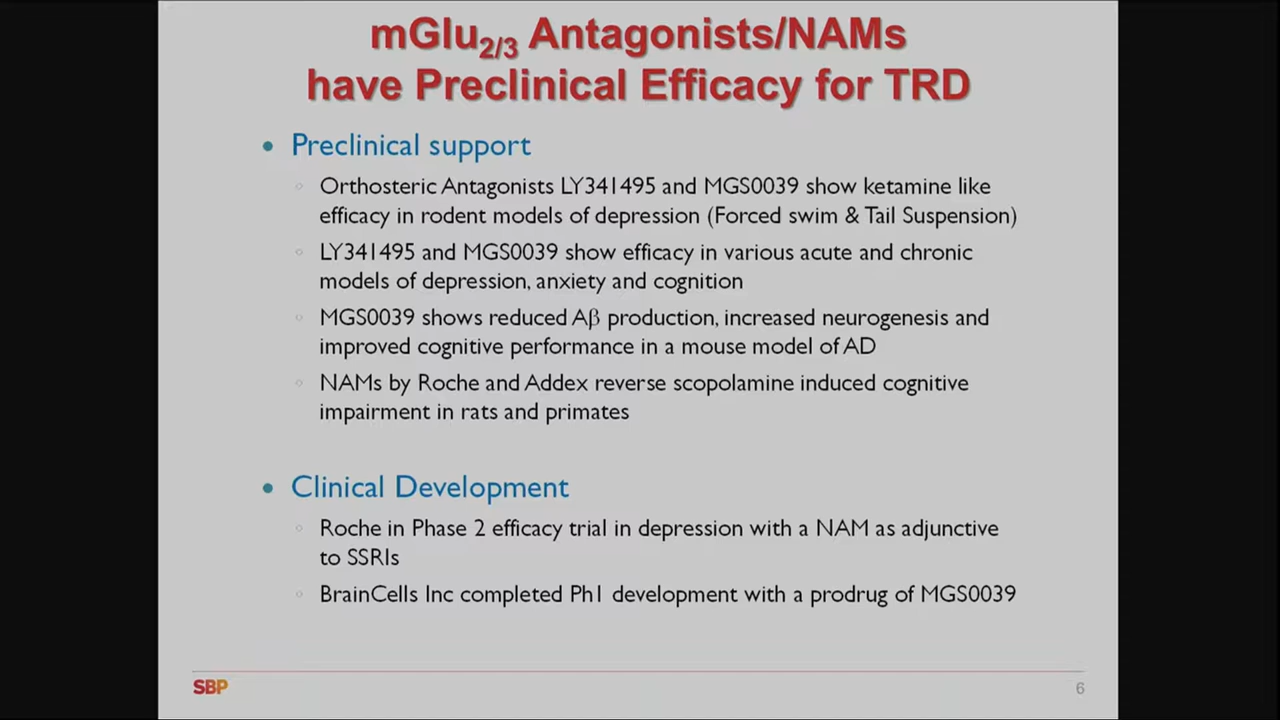 mGlu2/3 Antagonists/NAMs
have Preclinical Efficacy for TRD
• Preclinical support
◦ Orthosteric Antagonists LY341495 and MGS0039 show ketamine like
efficacy in rodent models of depression (Forced swim & Tail Suspension)
◦ LY341495 and MGS0039 show efficacy in various acute and chronic
models of depression, anxiety and cognition
◦ MGS0039 shows reduced Aβ production, increased neurogenesis and
improved cognitive performance in a mouse model of AD
◦ NAMs by Roche and Addex reverse scopolamine induced cognitive
impairment in rats and primates
• Clinical Development
◦ Roche in Phase 2 efficacy trial in depression with a NAM as adjunctive
to SSRIs
◦ BrainCells Inc completed Ph1 development with a prodrug of MGS0039
SBP
6